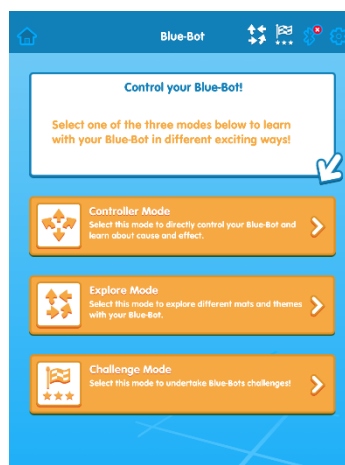 Blue-Bot
Control your Blue-Bot!
Select one of the three modes below to learn
with your Blue-Bot in different exciting ways!
Controller Mode
Select this mode to directly control your Blue-Bot and
learn about cause and effect.
Explore Mode
Select this mode to explore different mats and themes
with your Blue-Bot.
Challenge Mode
Select this mode to undertake Blue-Bots challenges!